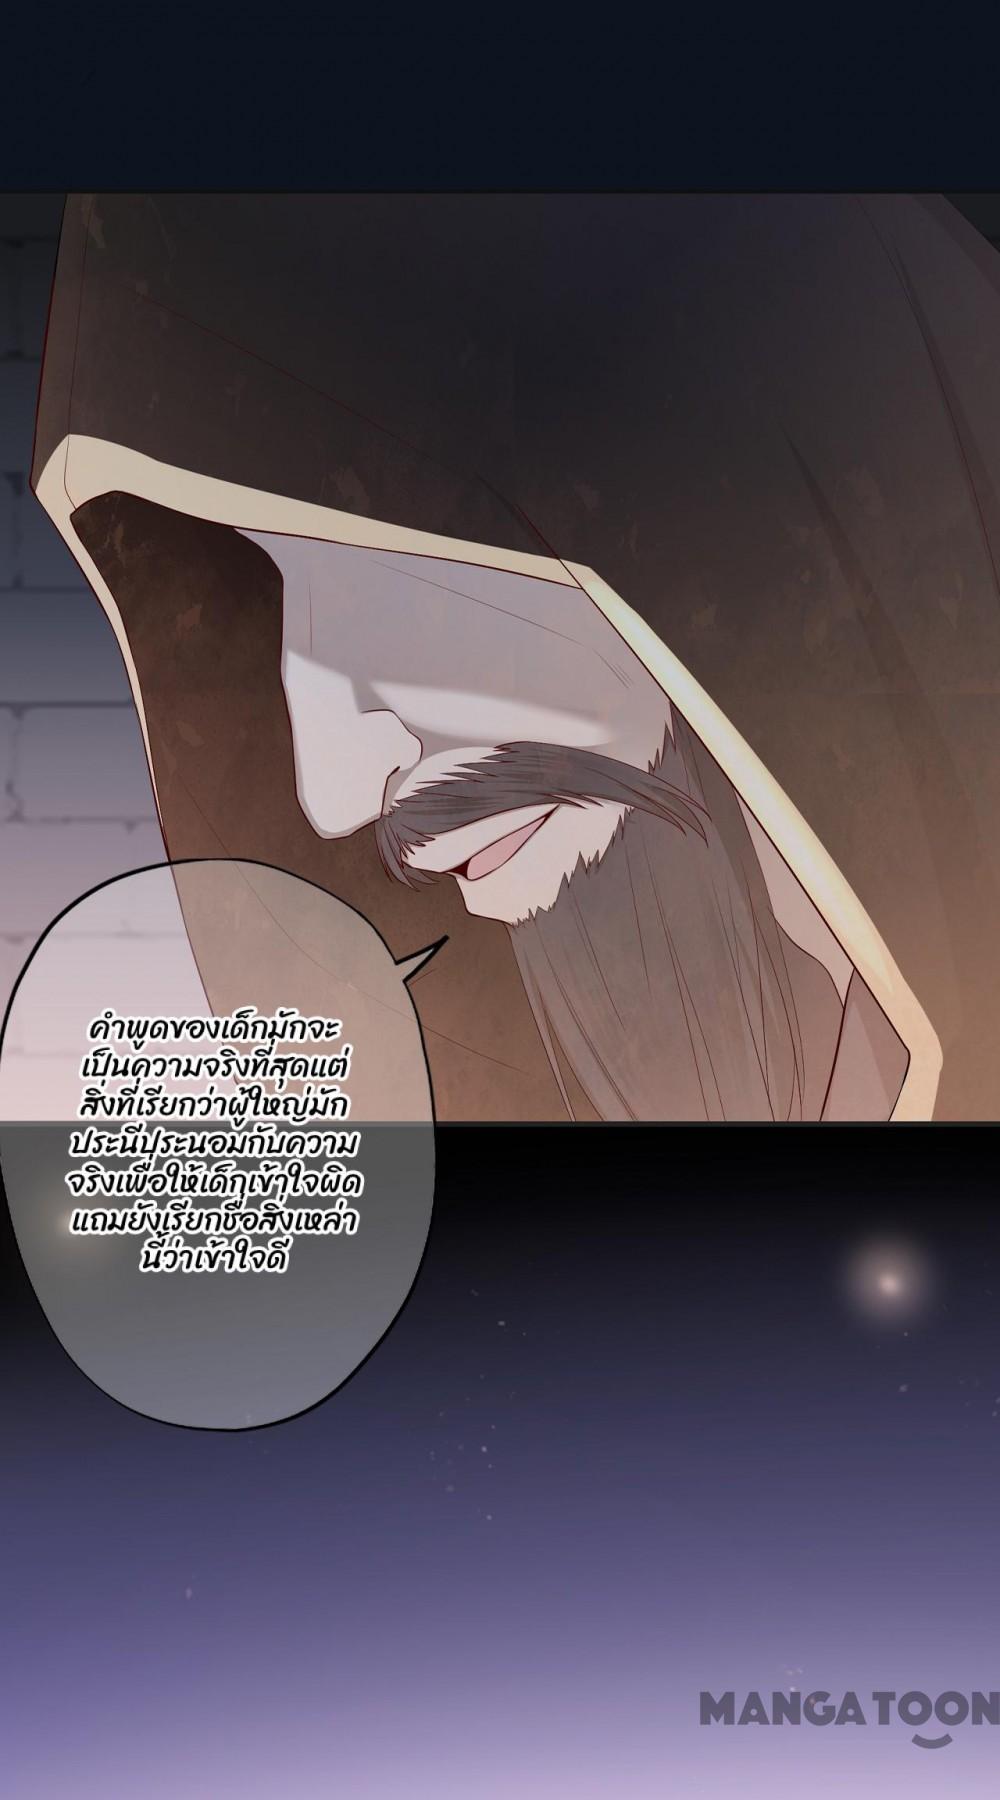 คำพูดของเด็กมักจะ
เป็นความจริงที่สุดแต่
สิ่งที่เรียกว่าผู้ใหญ่มัก
ประนีประนอมกับความ
จริงเพื่อให้เด็กเข้าใจผิด
แถมยังเรียกชื่อสิ่งเหล่า
นี้ว่าเข้าใจดี
MANGATOON